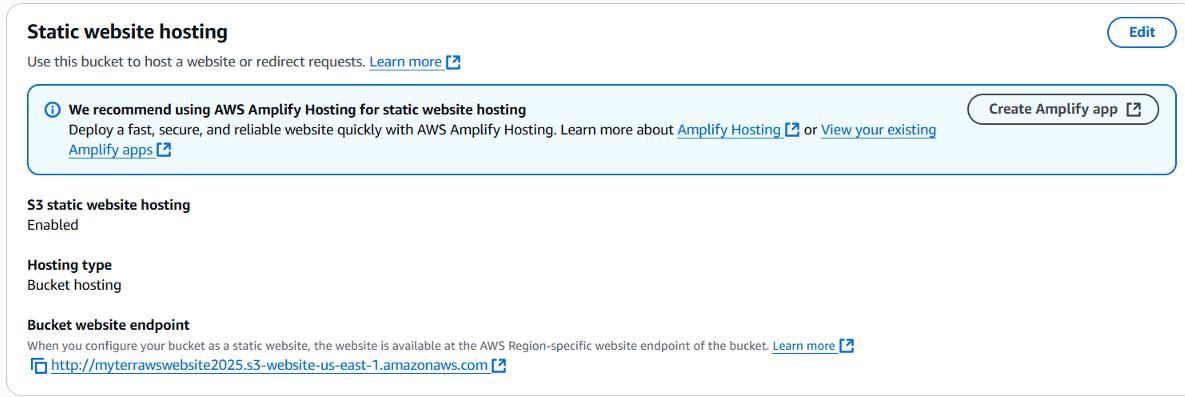 Static website hosting
Edit
Use this bucket to host a website or redirect requests. Learn more
We recommend using AWS Amplify Hosting for static website hosting
Create Amplify app
Deploy a fast, secure, and reliable website quickly with AWS Amplify Hosting. Learn more about Amplify Hosting or View your existing
Amplify apps
S3 static website hosting
Enabled
Hosting type
Bucket hosting
Bucket website endpoint
When you configure your bucket as a static website, the website is available at the AWS Region-specific website endpoint of the bucket. Learn more
http://myterrawswebsite2025.s3-website-us-east-1.amazonaws.com